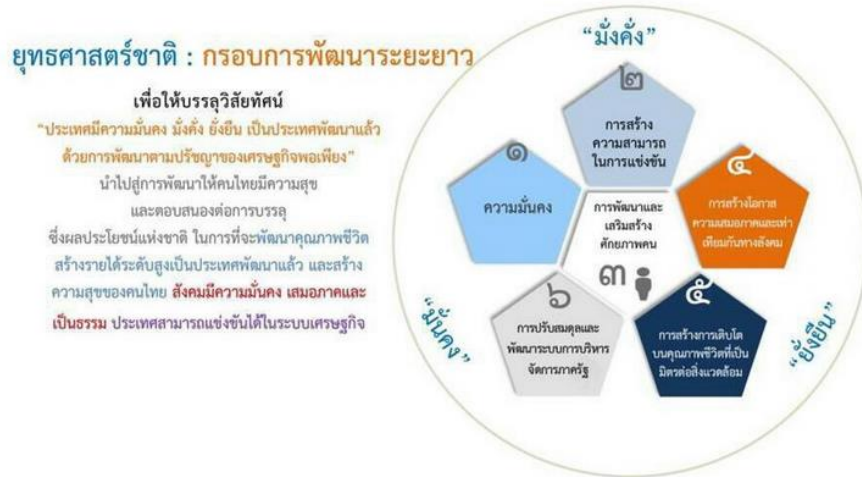 ยุทธศาสตร์ชาติ : กรอบการพัฒนาระยะยาว
เพื่อให้บรรลุวิสัยทัศน์
"ประเทศมีความมั่นคง มั่งคั่ง ยั่งยืน เป็นประเทศพัฒนาแล้ว
ด้วยการพัฒนาตามปรัชญาของเศรษฐกิจพอเพียง"
นำไปสู่การพัฒนาให้คนไทยมีความสุข
และตอบสนองต่อการบรรลุ
ซึ่งผลประโยชน์แห่งชาติ ในการที่จะพัฒนาคุณภาพชีวิต
สร้างรายได้ระดับสูงเป็นประเทศพัฒนาแล้ว และสร้าง
ความสุขของคนไทย สังคมมีความมั่นคง เสมอภาคและ
เป็นธรรม ประเทศสามารถแข่งขันได้ในระบบเศรษฐกิจ
"มั่งคั่ง"
๒
การสร้าง
ความสามารถ
ในการแข่งขัน
๑
ความมั่นคง
๔
การสร้างโอกาส
ความเสมอภาคและเท่า
เทียมกันทางสังคม
การพัฒนาและ
เสริมสร้าง
ศักยภาพคน
๓
๖
การปรับสมดุลและ
พัฒนาระบบการบริหาร
จัดการภาครัฐ
๕
การสร้างการเติบโต
บนคุณภาพชีวิตที่เป็น
มิตรต่อสิ่งแวดล้อม
"มั่นคง"
"ยั่งยืน"